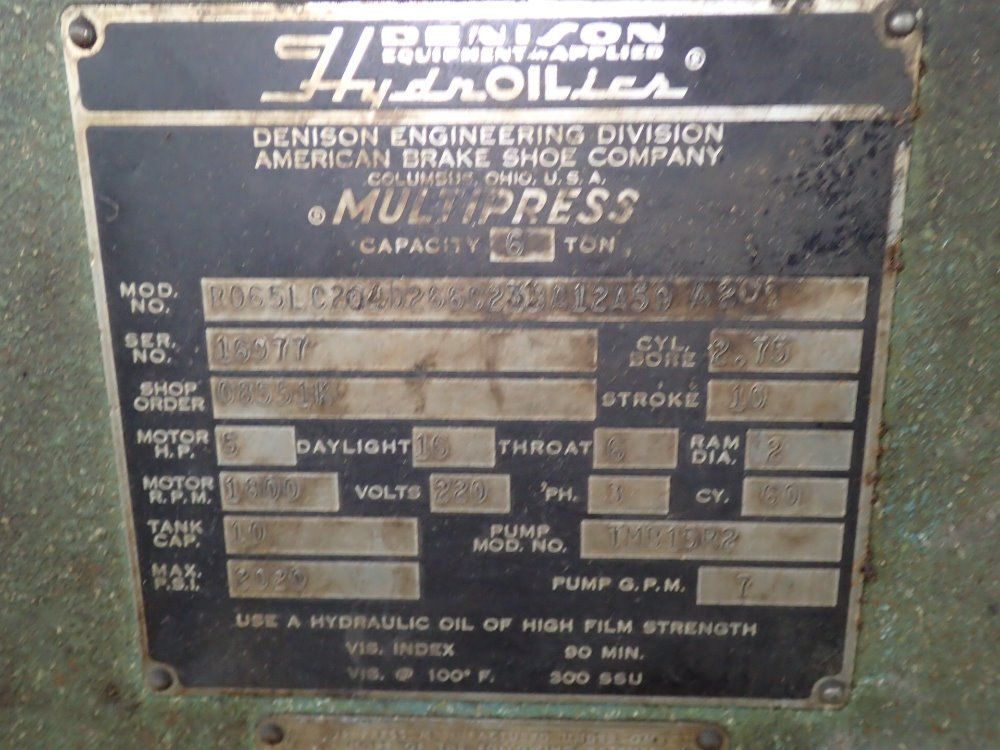 DENISON
EQUIPMENT APPLIED
HydrOILics ®
DENISON ENGINEERING DIVISION
AMERICAN BRAKE SHOE COMPANY
COLUMBUS, OHIO, U.S.A.
® MULTIPRESS
CAPACITY 6 TON
MOD. NO.
SER. NO. 16977 CYL. BORE 2.75
SHOP ORDER 08551K STROKE 10
MOTOR H.P. 5 DAYLIGHT THROAT 6 RAM DIA. 2
MOTOR R.P.M. 1800 VOLTS 220 PH. 3 CY. 60
TANK CAP. 10 PUMP MOD. NO.
MAX. P.S.I. 2020 PUMP G.P.M. 7
USE A HYDRAULIC OIL OF HIGH FILM STRENGTH
VIS. INDEX 90 MIN.
VIS. @ 100° F. 300 SSU